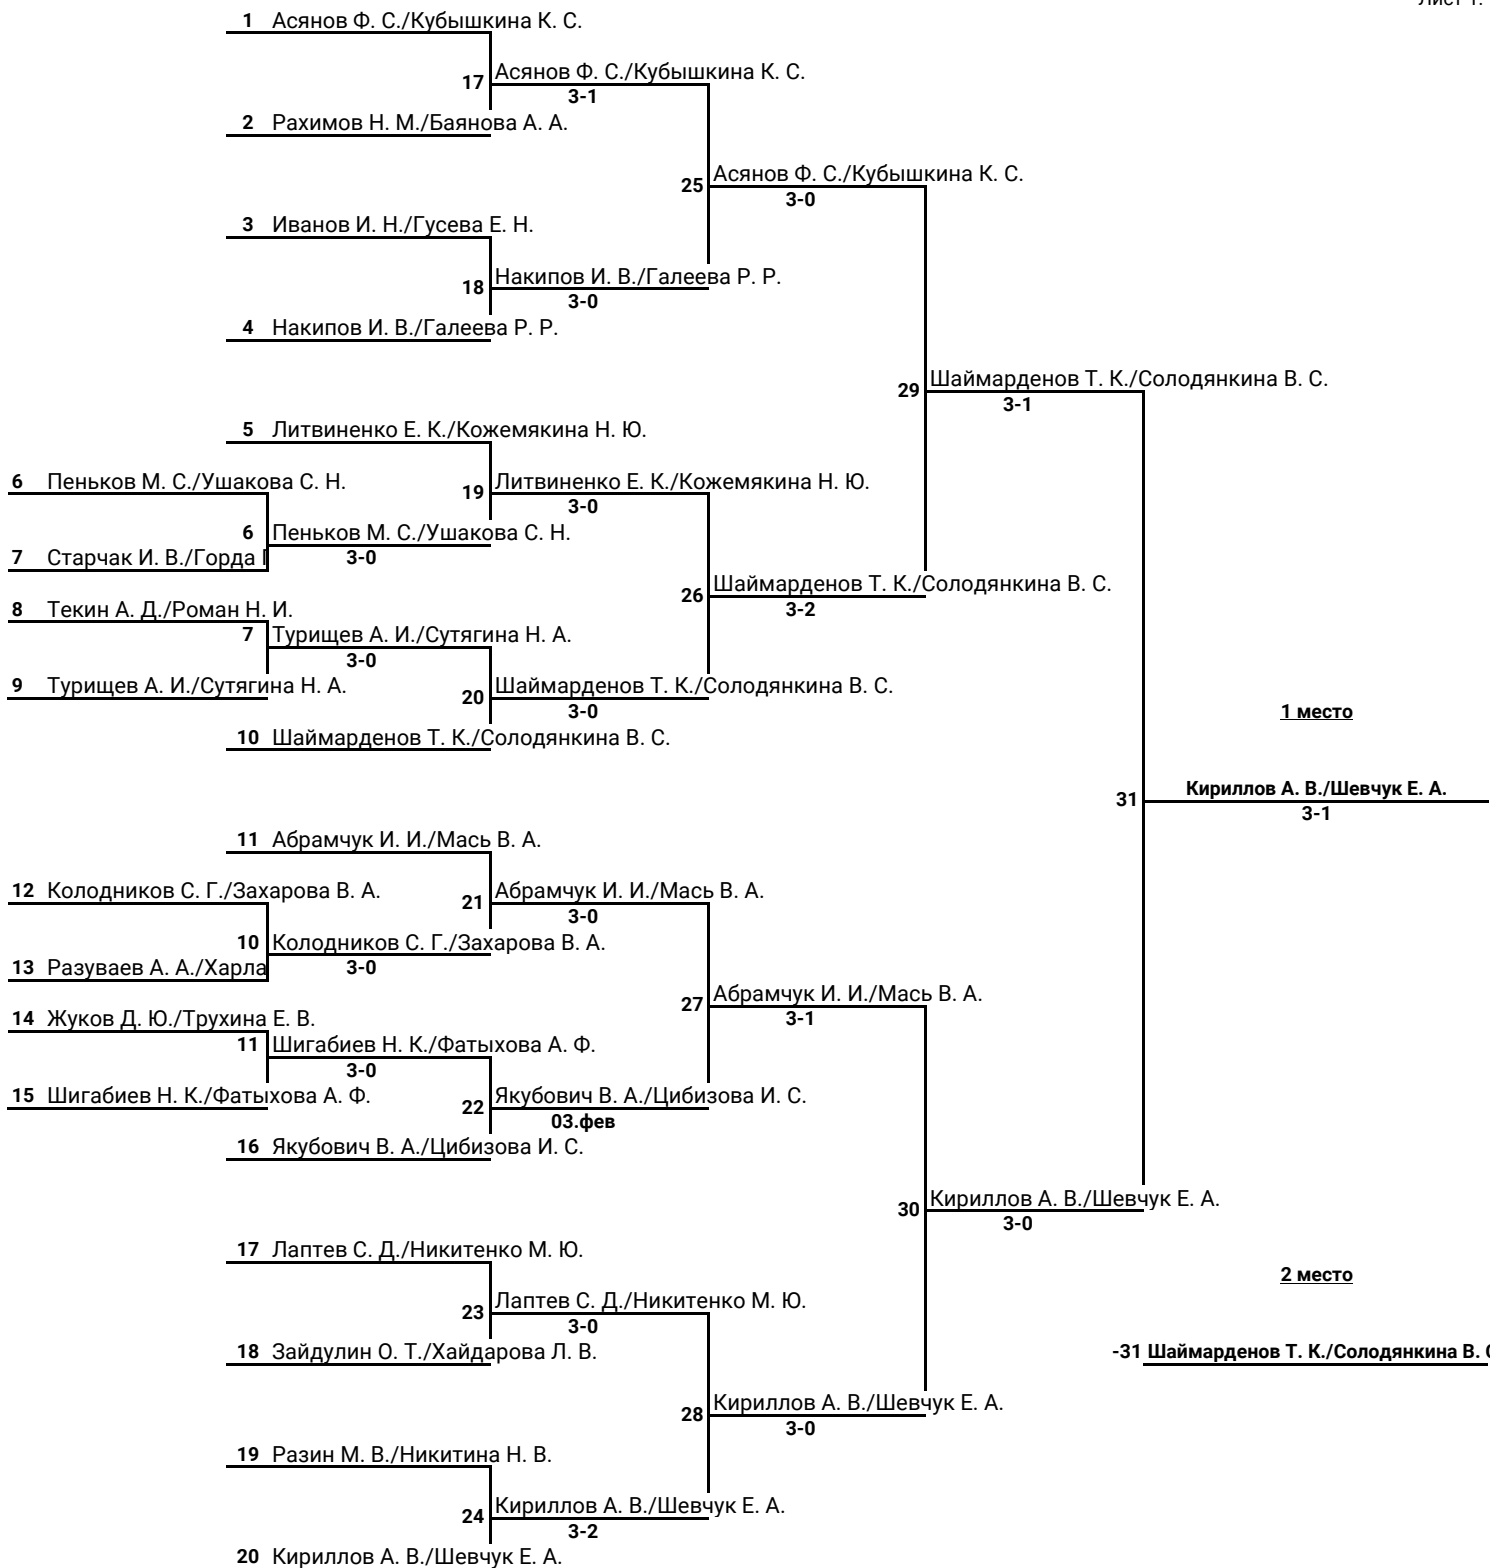 Лист 1.
1 Асянов Ф. С./Кубышкина К. С.
17 Асянов Ф. С./Кубышкина К. С.
3-1
2 Рахимов Н. М./Баянова А. А.
25 Асянов Ф. С./Кубышкина К. С.
3-0
3 Иванов И. Н./Гусева Е. Н.
18 Накипов И. В./Галеева Р. Р.
3-0
4 Накипов И. В./Галеева Р. Р.
29 Шаймарденов Т. К./Солодянкина В. С.
3-1
5 Литвиненко Е. К./Кожемякина Н. Ю.
6 Пеньков М. С./Ушакова С. Н.
19 Литвиненко Е. К./Кожемякина Н. Ю.
3-0
6 Пеньков М. С./Ушакова С. Н.
3-0
7 Старчак И. В./Горда
26 Шаймарденов Т. К./Солодянкина В. С.
3-2
8 Текин А. Д./Роман Н. И.
7 Турищев А. И./Сутягина Н. А.
3-0
9 Турищев А. И./Сутягина Н. А.
20 Шаймарденов Т. К./Солодянкина В. С.
3-0
1 место
10 Шаймарденов Т. К./Солодянкина В. С.
31 Кириллов А. В./Шевчук Е. А.
3-1
11 Абрамчук И. И./Мась В. А.
12 Колодников С. Г./Захарова В. А.
21 Абрамчук И. И./Мась В. А.
3-0
10 Колодников С. Г./Захарова В. А.
3-0
13 Разуваев А. А./Харла
27 Абрамчук И. И./Мась В. А.
3-1
14 Жуков Д. Ю./Трухина Е. В.
11 Шигабиев Н. К./Фатыхова А. Ф.
3-0
15 Шигабиев Н. К./Фатыхова А. Ф.
22 Якубович В. А./Цибизова И. С.
03.фев
16 Якубович В. А./Цибизова И. С.
30 Кириллов А. В./Шевчук Е. А.
3-0
17 Лаптев С. Д./Никитенко М. Ю.
2 место
23 Лаптев С. Д./Никитенко М. Ю.
3-0
18 Зайдулин О. Т./Хайдарова Л. В.
-31 Шаймарденов Т. К./Солодянкина В. С
28 Кириллов А. В./Шевчук Е. А.
3-0
19 Разин М. В./Никитина Н. В.
24 Кириллов А. В./Шевчук Е. А.
3-2
20 Кириллов А. В./Шевчук Е. А.